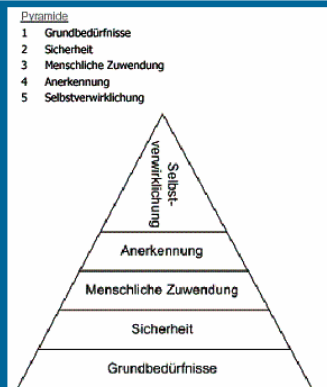 Pyramide
1 Grundbedürfnisse
2 Sicherheit
3 Menschliche Zuwendung
4 Anerkennung
5 Selbstverwirklichung
Selbst-
verwirklichung
Anerkennung
Menschliche Zuwendung
Sicherheit
Grundbedürfnisse